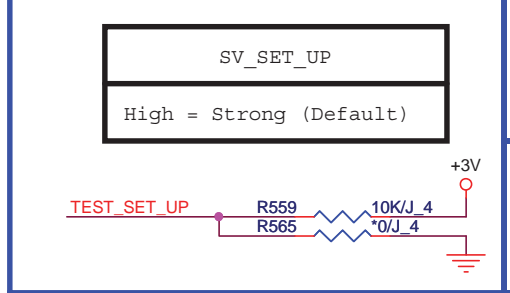 SV_SET_UP
High = Strong (Default)
+3V
TEST_SET_UP R559 10K/J_4
R565 *0/J_4